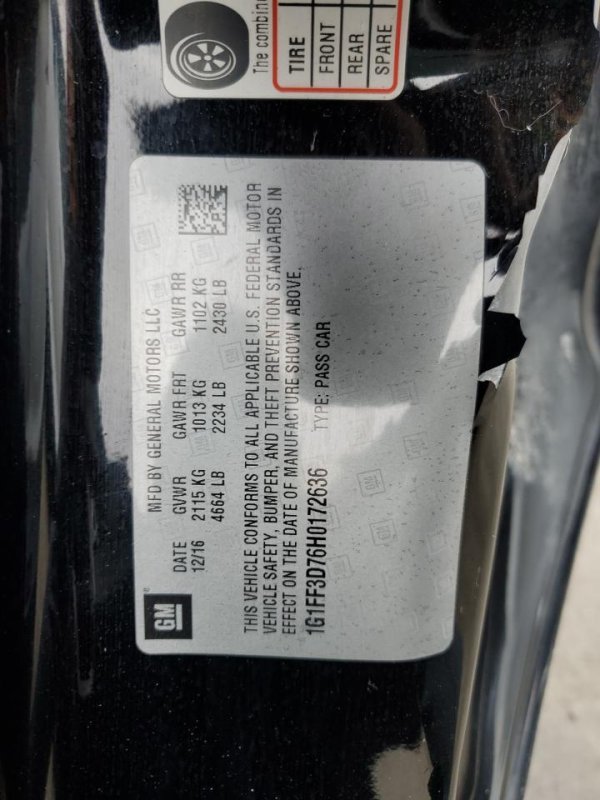 The combine
TIRE
FRONT
REAR
SPARE
GM
MFD BY GENERAL MOTORS LLC
DATE GVWR GAWR FRT GAWR RR
12/16 2115 KG 1013 KG 1102 KG
4664 LB 2234 LB 2430 LB
THIS VEHICLE CONFORMS TO ALL APPLICABLE U.S. FEDERAL MOTOR
VEHICLE SAFETY, BUMPER, AND THEFT PREVENTION STANDARDS IN
EFFECT ON THE DATE OF MANUFACTURE SHOWN ABOVE.
1G1FF3D76H0172636 TYPE: PASS CAR